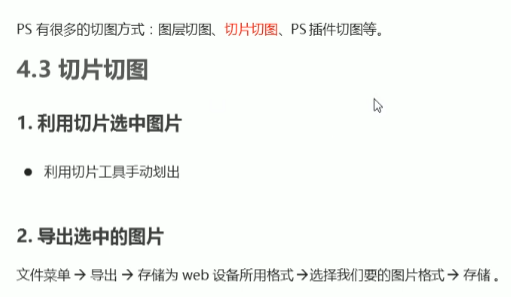 PS 有很多的切图方式：图层切图、切片切图、PS 插件切图等。
4.3 切片切图
1. 利用切片选中图片
● 利用切片工具手动划出
2. 导出选中的图片
文件菜单 → 导出 → 存储为 web 设备所用格式 →选择我们要的图片格式 → 存储 。